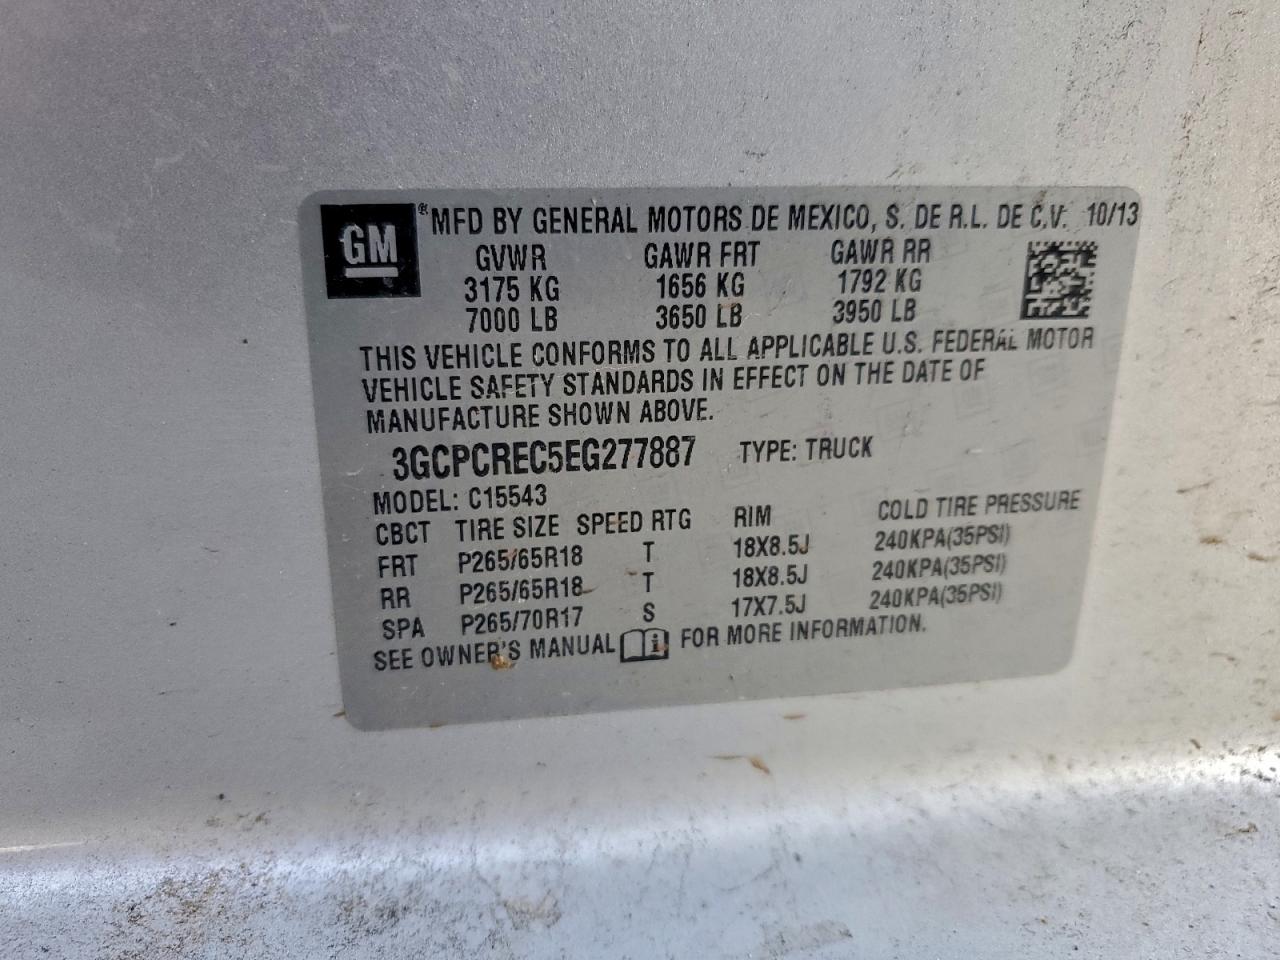 GM ® MFD BY GENERAL MOTORS DE MEXICO, S. DE R.L. DE C.V. 10/13
GVWR GAWR FRT GAWR RR
3175 KG 1656 KG 1792 KG
7000 LB 3650 LB 3950 LB
THIS VEHICLE CONFORMS TO ALL APPLICABLE U.S. FEDERAL MOTOR
VEHICLE SAFETY STANDARDS IN EFFECT ON THE DATE OF
MANUFACTURE SHOWN ABOVE.
3GCPCREC5EG277887 TYPE: TRUCK
MODEL: C15543
CBCT TIRE SIZE SPEED RTG RIM COLD TIRE PRESSURE
FRT P265/65R18 T 18X8.5J 240KPA(35PSI)
RR P265/65R18 T 18X8.5J 240KPA(35PSI)
SPA P265/70R17 S 17X7.5J 240KPA(35PSI)
SEE OWNER'S MANUAL i FOR MORE INFORMATION.